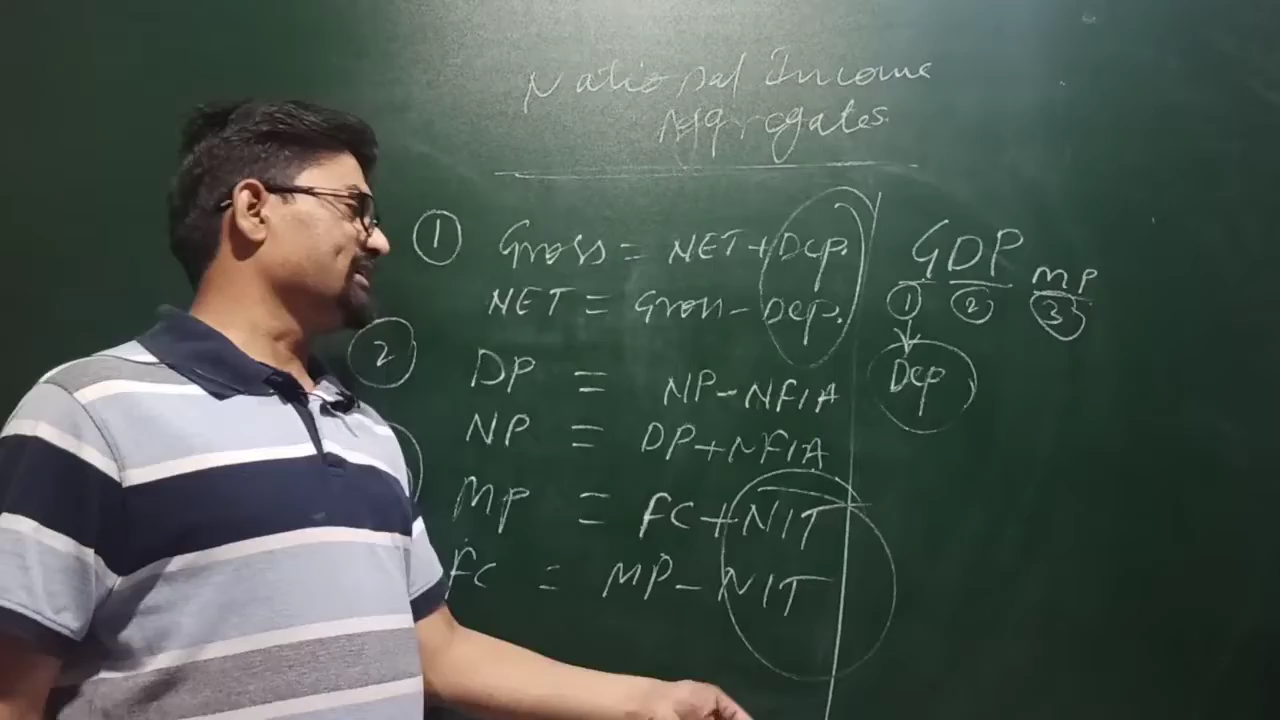 National Income
Aggregates.
① Gross = NET + Dep.
NET = Gross - Dep.
② DP = NP - NFIA
NP = DP + NFIA
MP = FC + NIT
FC = MP - NIT
GDP MP
① ② ③
Dep